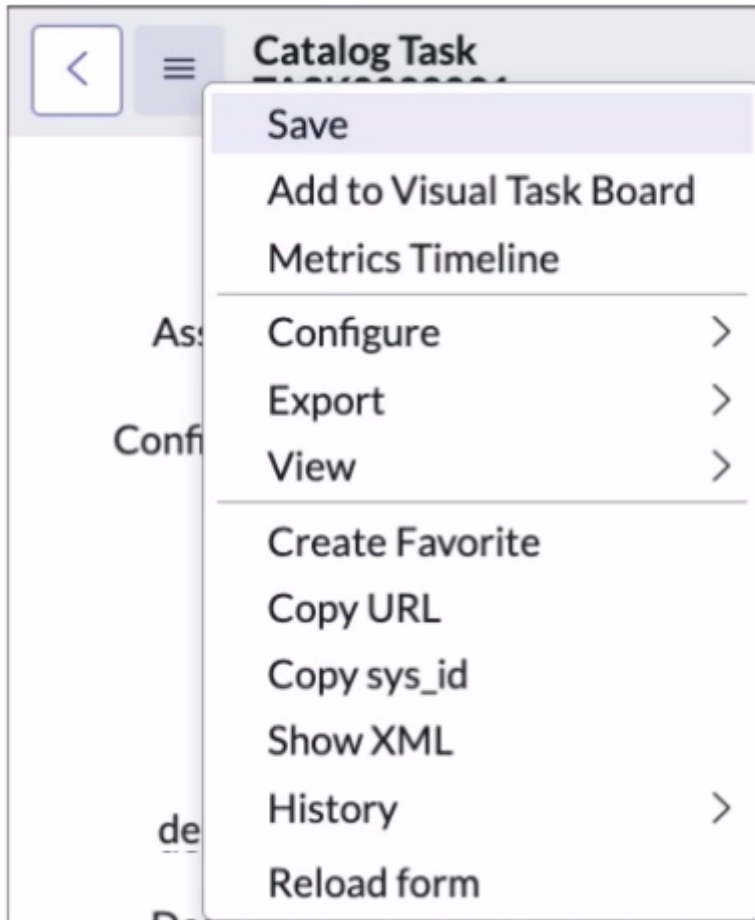 Catalog Task
Save
Add to Visual Task Board
Metrics Timeline
Configure
Export
View
Create Favorite
Copy URL
Copy sys_id
Show XML
History
Reload form